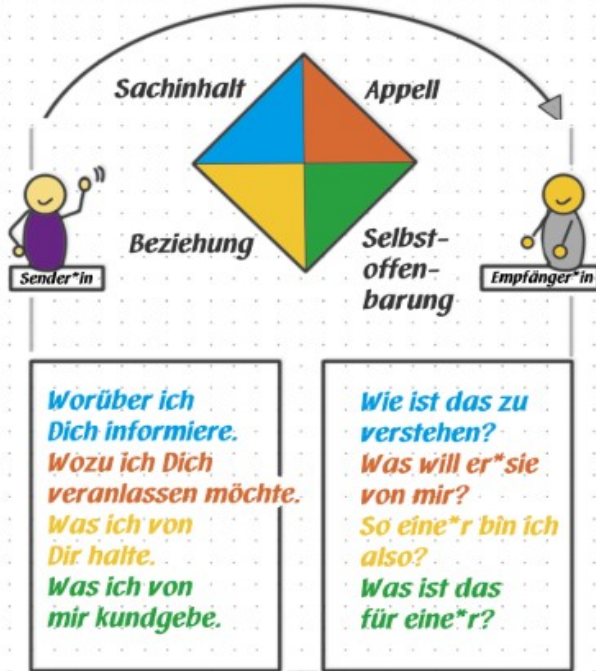 Sachinhalt
Appell
Beziehung
Selbst-
offen-
barung
Sender*in
Empfänger*in
Worüber ich
Dich informiere.
Wozu ich Dich
veranlassen möchte.
Was ich von
Dir halte.
Was ich von
mir kundgebe.
Wie ist das zu
verstehen?
Was will er*sie
von mir?
So eine*r bin ich
also?
Was ist das
für eine*r?